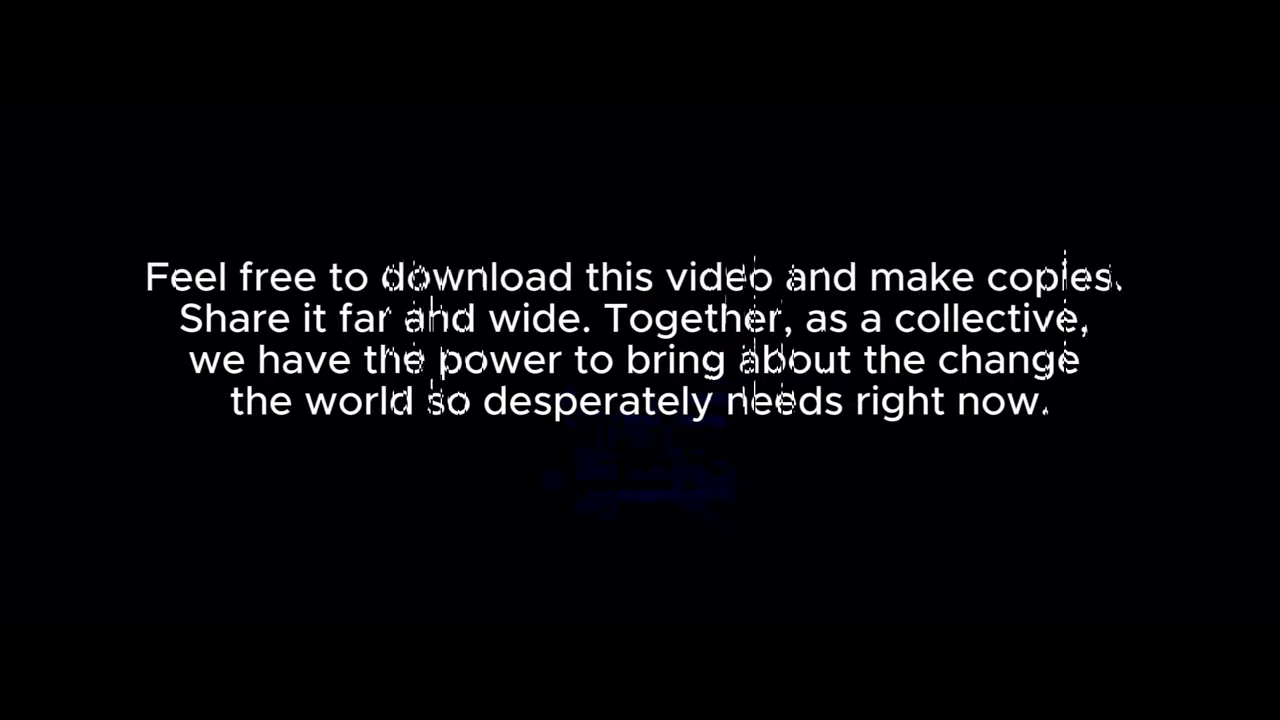 Feel free to download this video and make copies.
Share it far and wide. Together, as a collective,
we have the power to bring about the change
the world so desperately needs right now.